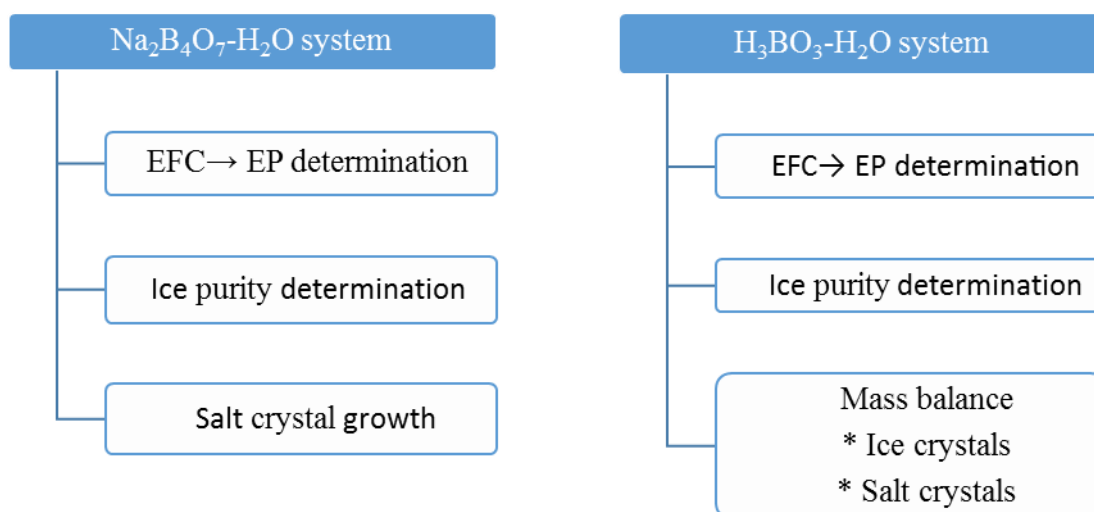 Na₂B₄O₇-H₂O system
EFC→ EP determination
Ice purity determination
Salt crystal growth
H₃BO₃-H₂O system
EFC→ EP determination
Ice purity determination
Mass balance
* Ice crystals
* Salt crystals